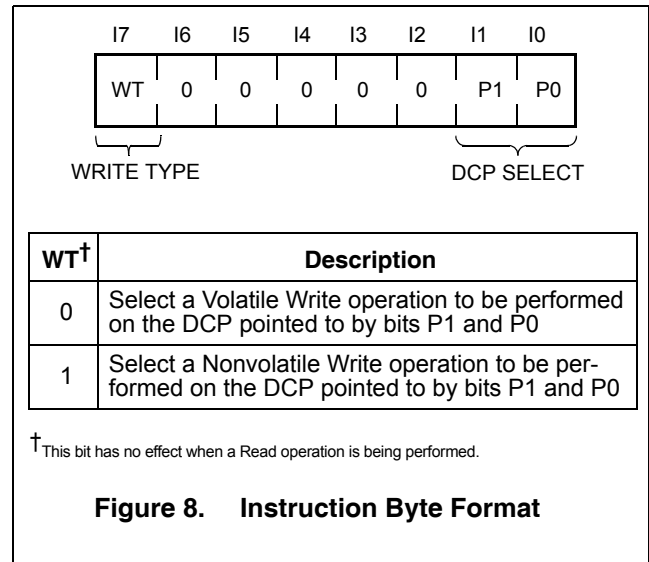 I7 I6 I5 I4 I3 I2 I1 I0
WT 0 0 0 0 0 P1 P0
WRITE TYPE DCP SELECT
WT† Description
0 Select a Volatile Write operation to be performed
on the DCP pointed to by bits P1 and P0
1 Select a Nonvolatile Write operation to be per-
formed on the DCP pointed to by bits P1 and P0
†This bit has no effect when a Read operation is being performed.
Figure 8. Instruction Byte Format